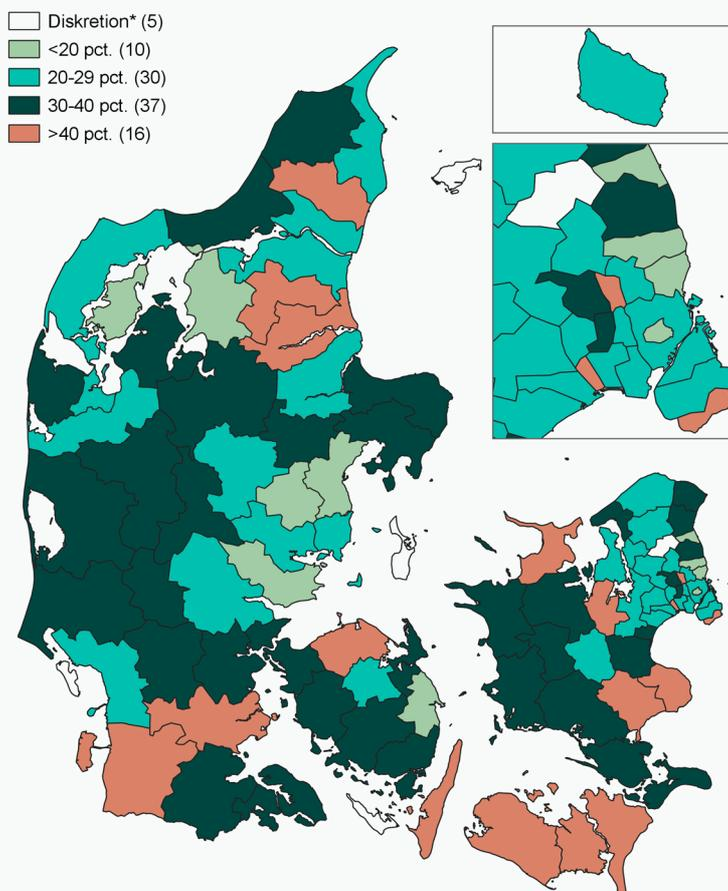 Diskretion* (5)
<20 pct. (10)
20-29 pct. (30)
30-40 pct. (37)
>40 pct. (16)